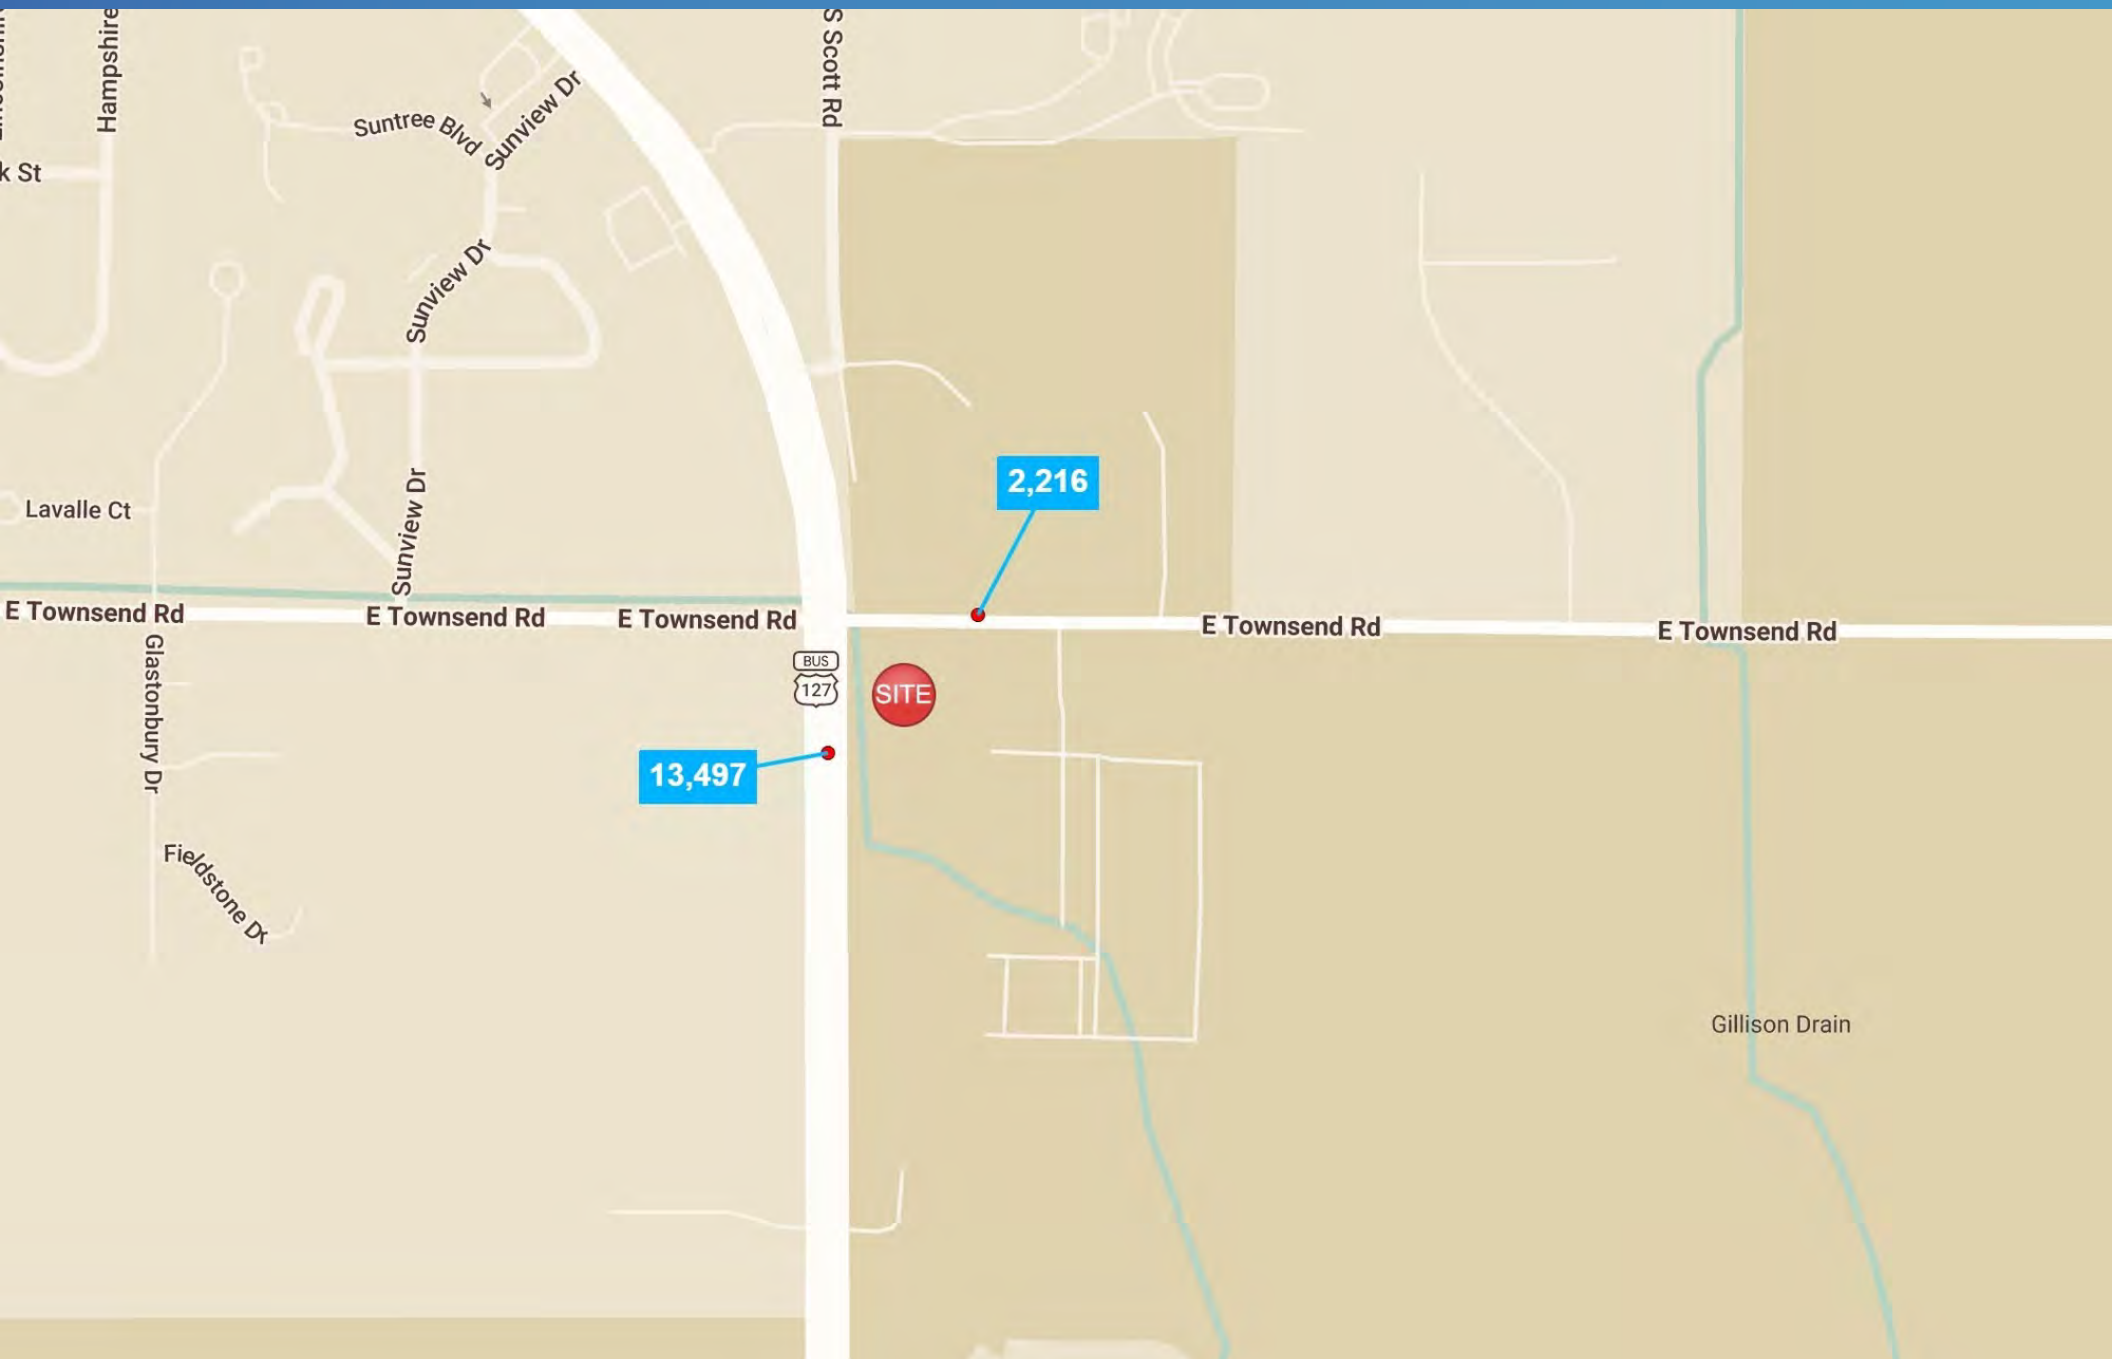 Hampshire
S Scott Rd
Suntree Blvd
Sunview Dr
k St
Sunview Dr
2,216
Sunview Dr
Lavalle Ct
E Townsend Rd
E Townsend Rd
E Townsend Rd
E Townsend Rd
E Townsend Rd
Glastonbury Dr
BUS
127
SITE
13,497
Fieldstone Dr
Gillison Drain